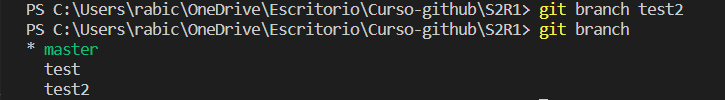 PS C:\Users\rabic\OneDrive\Escritorio\Curso-github\S2R1> git branch test2
PS C:\Users\rabic\OneDrive\Escritorio\Curso-github\S2R1> git branch
* master
  test
  test2